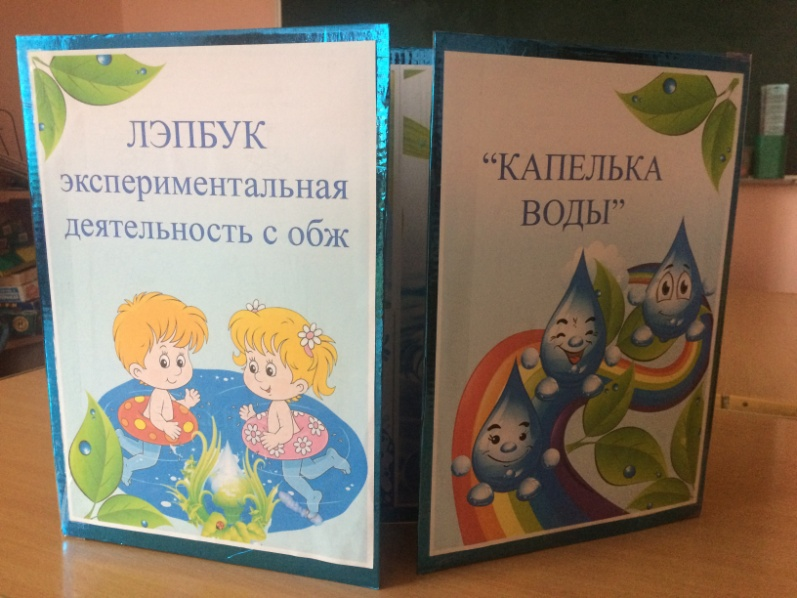 ЛЭПБУК
экспериментальная
деятельность с обж
“КАПЕЛЬКА
ВОДЫ”